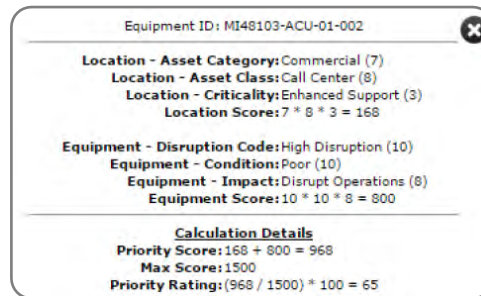 Equipment ID: MI48103-ACU-01-002
Location - Asset Category: Commercial (7)
Location - Asset Class: Call Center (8)
Location - Criticality: Enhanced Support (3)
Location Score: 7 * 8 * 3 = 168
Equipment - Disruption Code: High Disruption (10)
Equipment - Condition: Poor (10)
Equipment - Impact: Disrupt Operations (8)
Equipment Score: 10 * 10 * 8 = 800
Calculation Details
Priority Score: 168 + 800 = 968
Max Score: 1500
Priority Rating: (968 / 1500) * 100 = 65